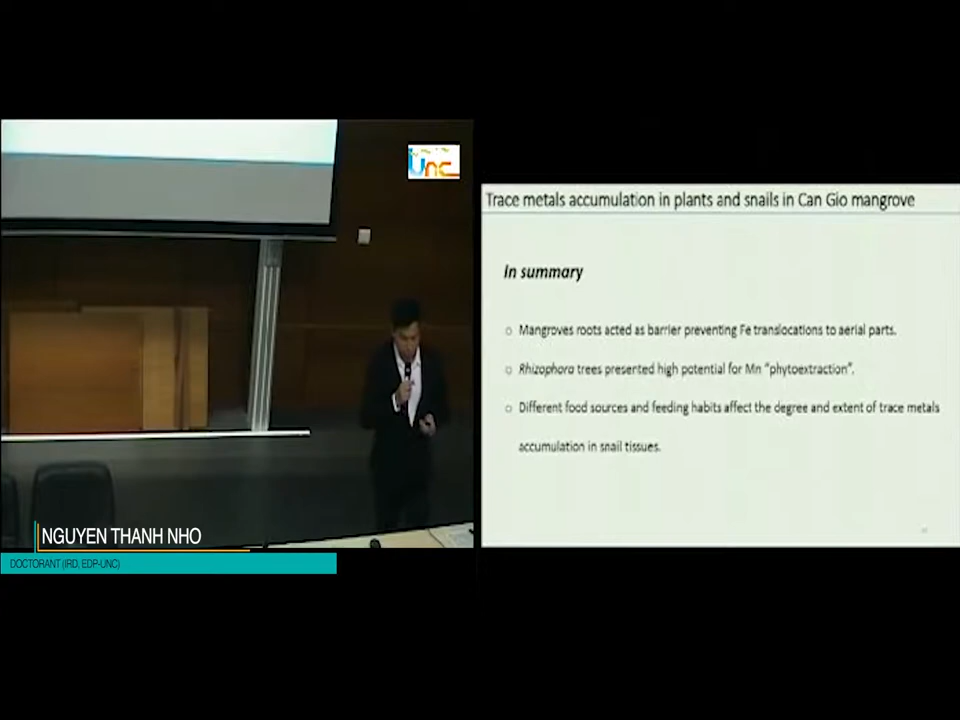 Unc
NGUYEN THANH NHO
DOCTORANT (IRD, EDP-UNC)
Trace metals accumulation in plants and snails in Can Gio mangrove
In summary
Mangroves roots acted as barrier preventing Fe translocations to aerial parts.
Rhizophora trees presented high potential for Mn "phytoextraction".
Different food sources and feeding habits affect the degree and extent of trace metals
accumulation in snail tissues.